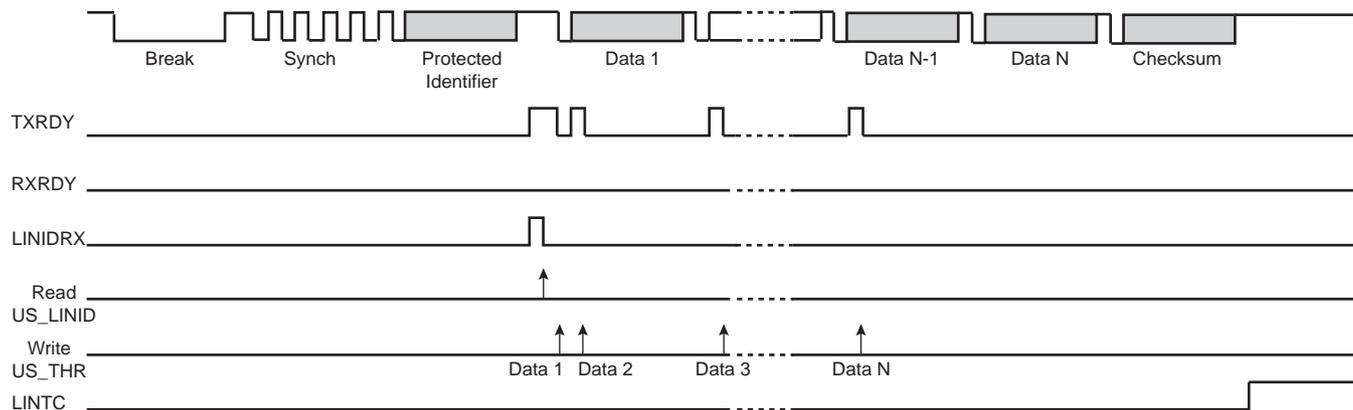 Break Synch Protected Data 1 Data N-1 Data N Checksum
Identifier
TXRDY
RXRDY
LINIDRX
Read
US_LINID
Write
US_THR
Data 1 Data 2 Data 3 Data N
LINTC